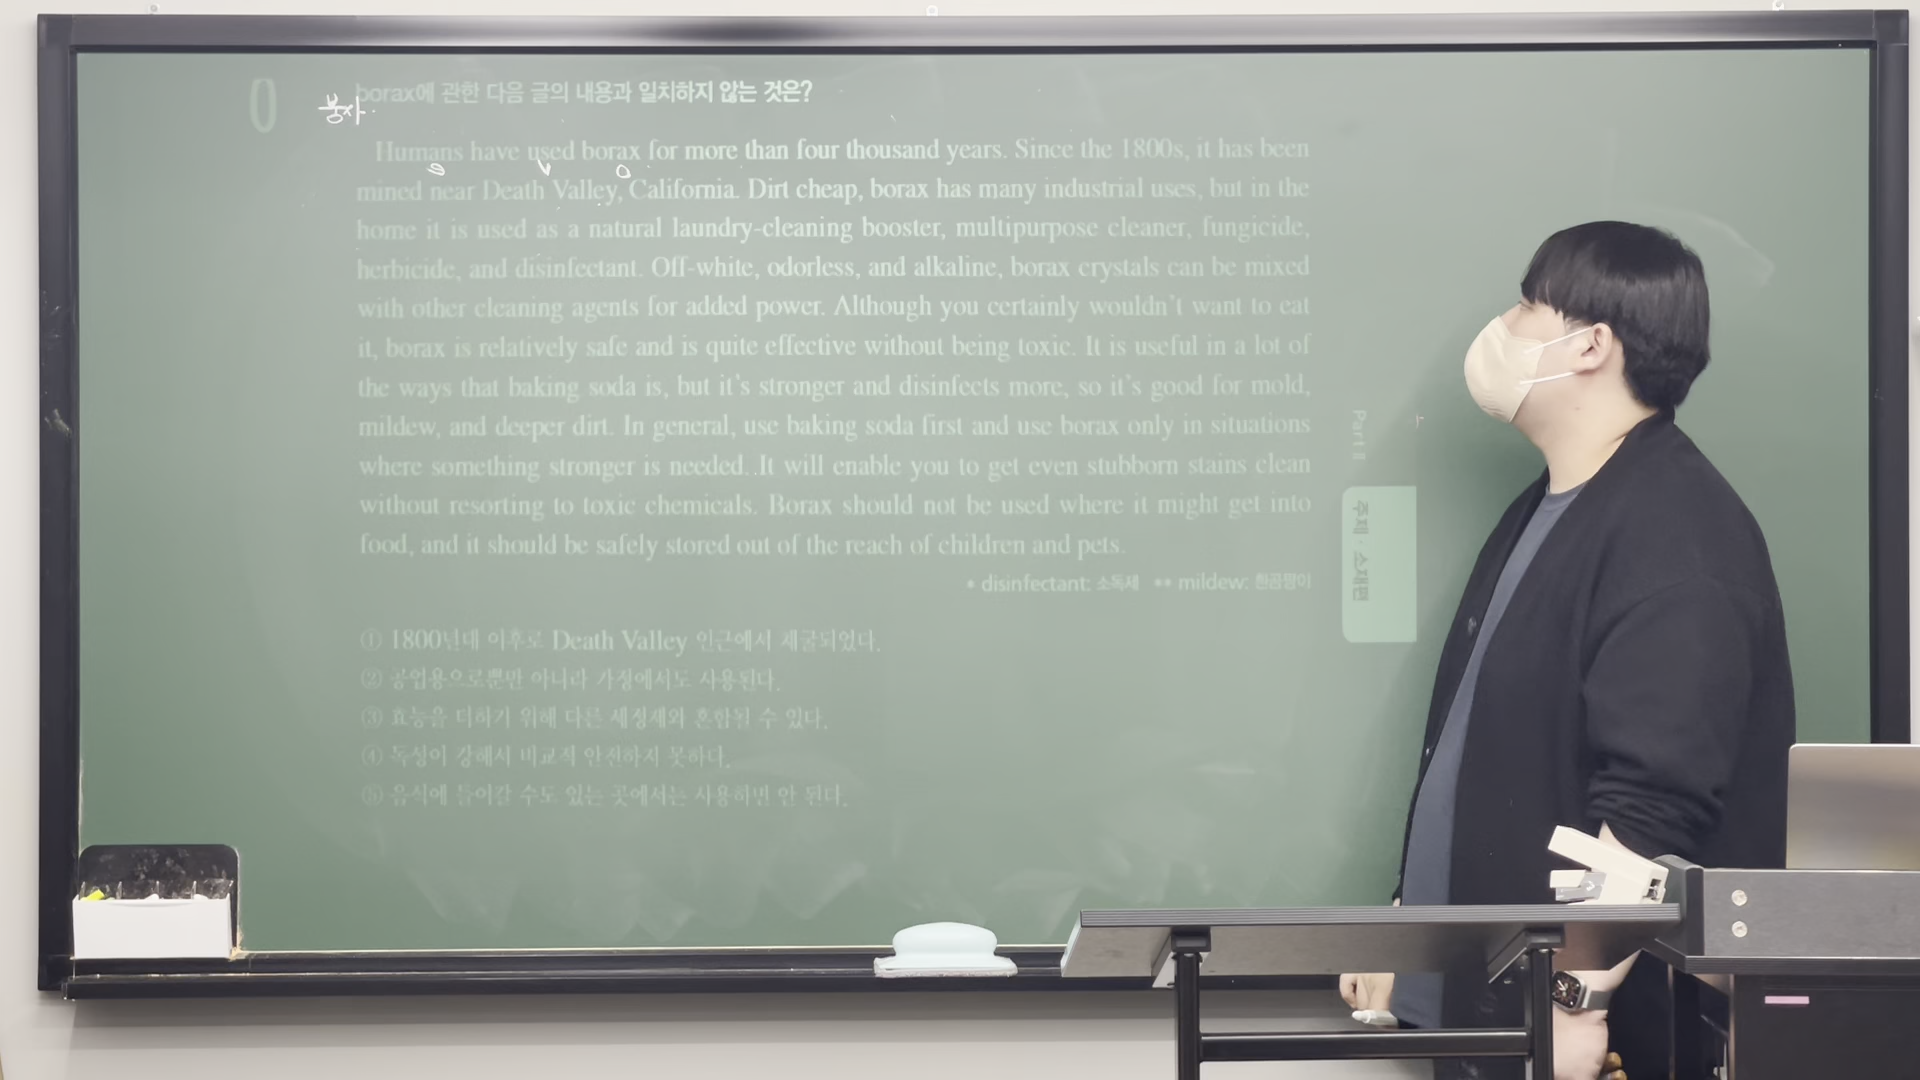 0
borax에 관한 다음 글의 내용과 일치하지 않는 것은?
붕사
Humans have used borax for more than four thousand years. Since the 1800s, it has been
s v o
mined near Death Valley, California. Dirt cheap, borax has many industrial uses, but in the
home it is used as a natural laundry-cleaning booster, multipurpose cleaner, fungicide,
herbicide, and disinfectant. Off-white, odorless, and alkaline, borax crystals can be mixed
with other cleaning agents for added power. Although you certainly wouldn't want to eat
it, borax is relatively safe and is quite effective without being toxic. It is useful in a lot of
the ways that baking soda is, but it's stronger and disinfects more, so it's good for mold,
mildew, and deeper dirt. In general, use baking soda first and use borax only in situations
where something stronger is needed. It will enable you to get even stubborn stains clean
without resorting to toxic chemicals. Borax should not be used where it might get into
food, and it should be safely stored out of the reach of children and pets.
* disinfectant: 소독제 ** mildew: 흰곰팡이
① 1800년대 이후로 Death Valley 인근에서 채굴되었다.
② 공업용으로뿐만 아니라 가정에서도 사용된다.
③ 효능을 더하기 위해 다른 세정제와 혼합될 수 있다.
④ 독성이 강해서 비교적 안전하지 못하다.
⑤ 음식에 들어갈 수도 있는 곳에서는 사용하면 안 된다.
Part II
주제·소재편